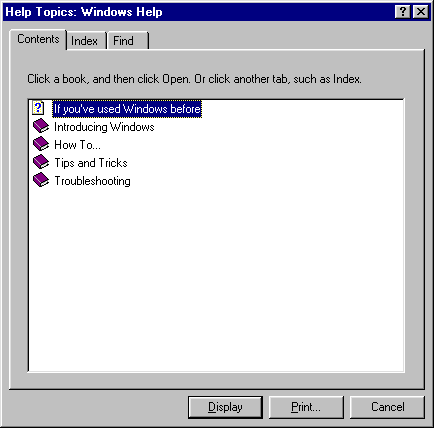 Help Topics: Windows Help
Contents Index Find
Click a book, and then click Open. Or click another tab, such as Index.
If you've used Windows before
Introducing Windows
How To...
Tips and Tricks
Troubleshooting
Display Print... Cancel